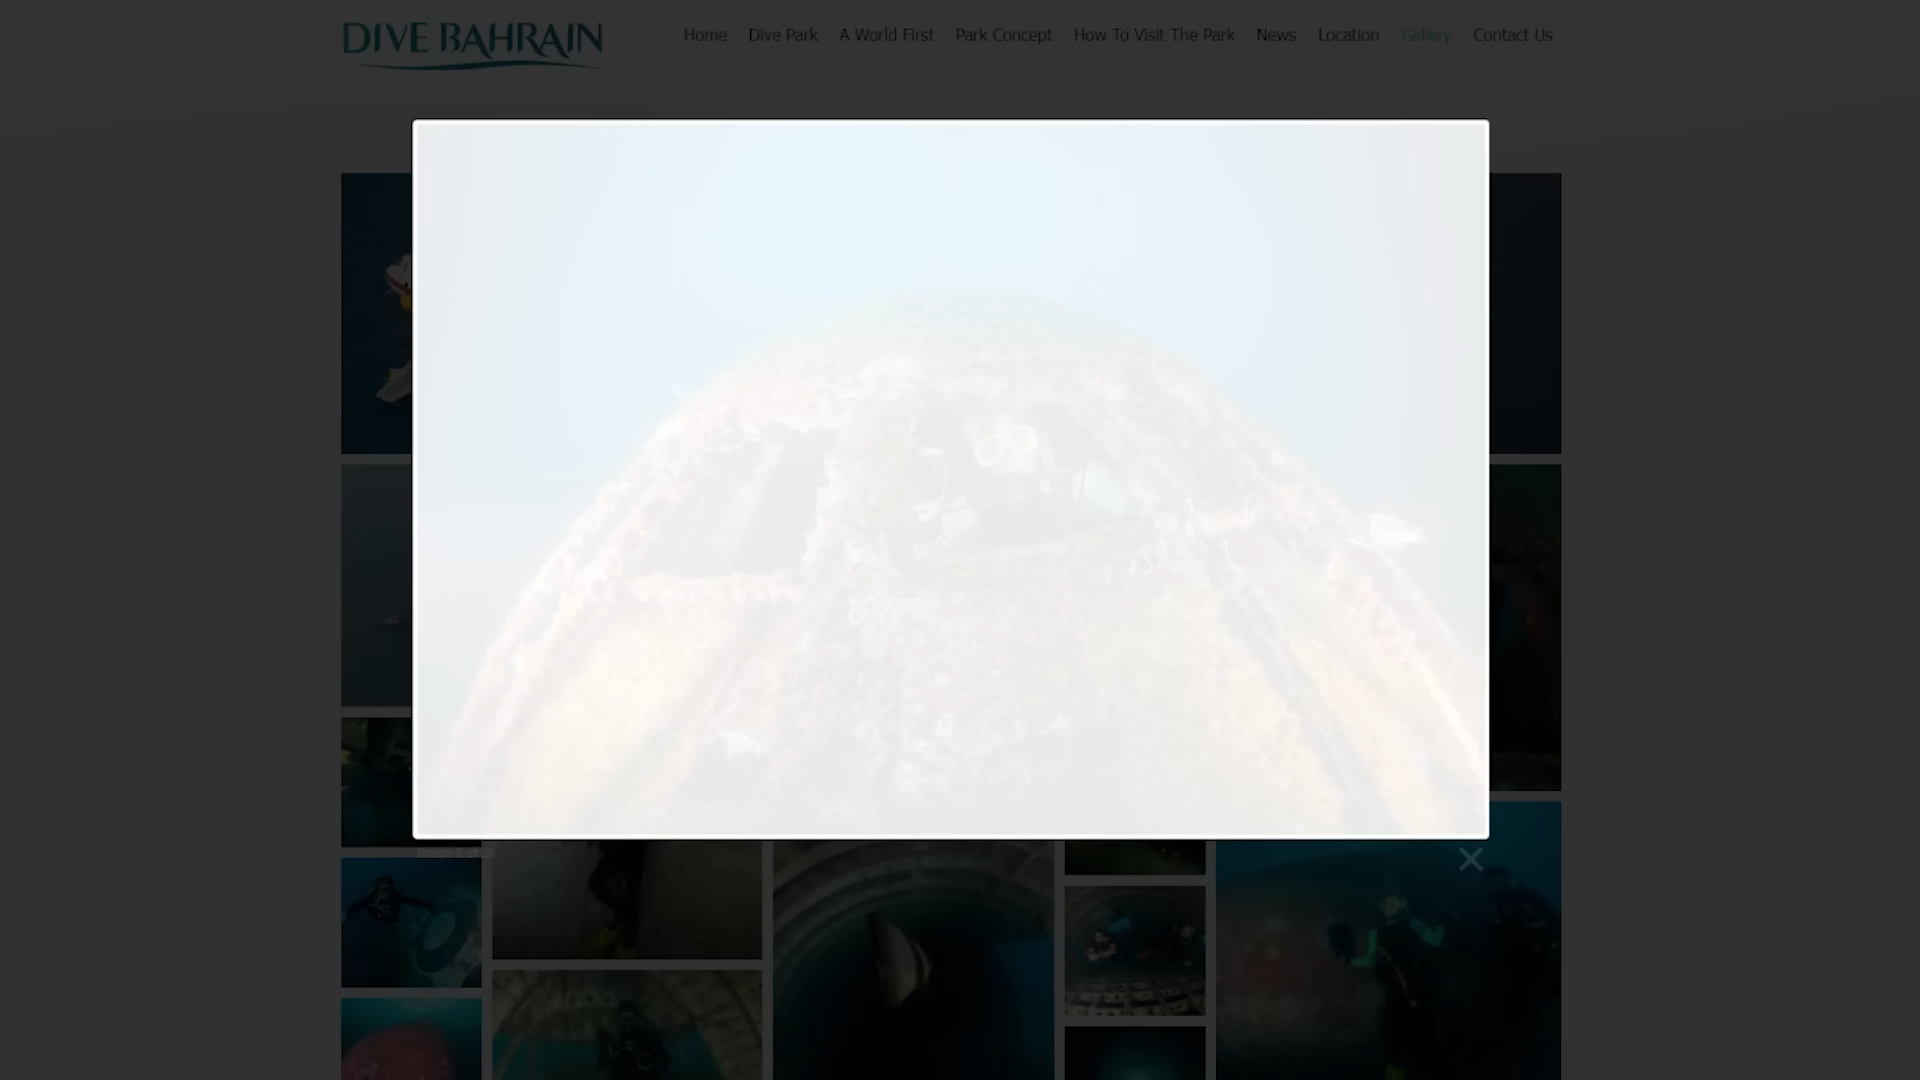 DIVE BAHRAIN
Home Dive Park A World First Park Concept How To Visit The Park News Location Gallery Contact Us